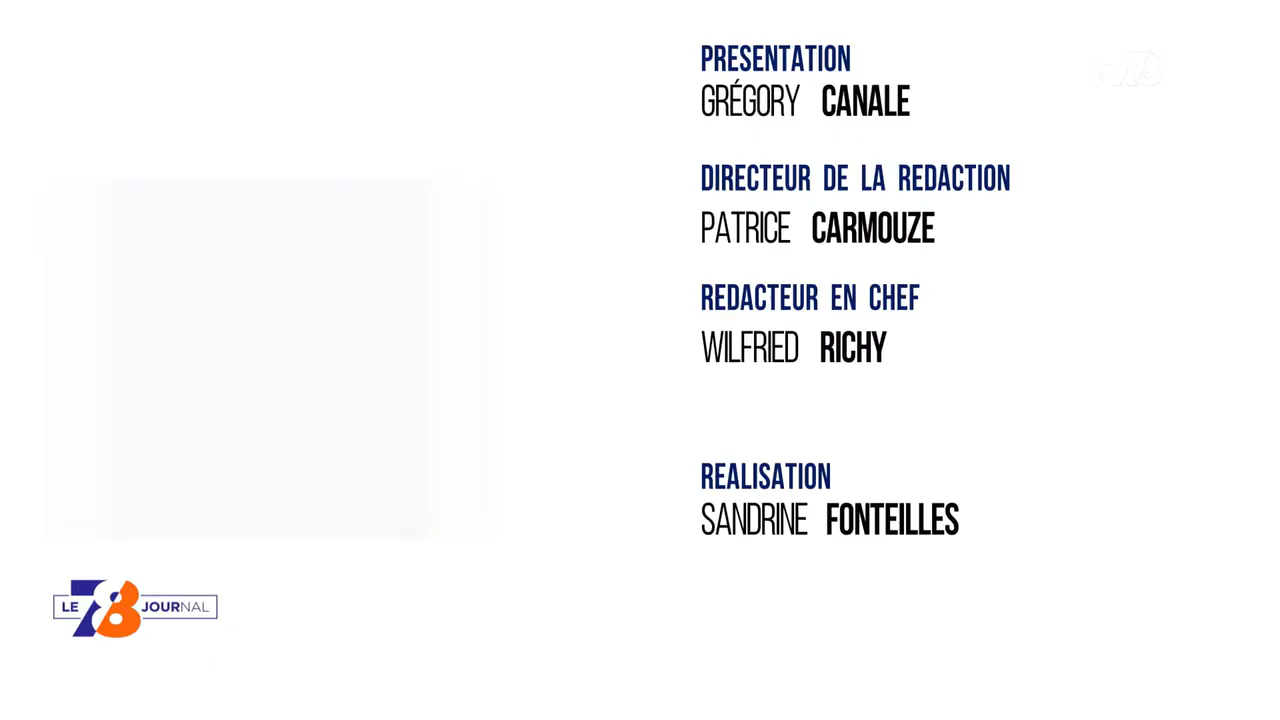 PRESENTATION
GRÉGORY CANALE
DIRECTEUR DE LA REDACTION
PATRICE CARMOUZE
REDACTEUR EN CHEF
WILFRIED RICHY
REALISATION
SANDRINE FONTEILLES
LE 78 JOURNAL